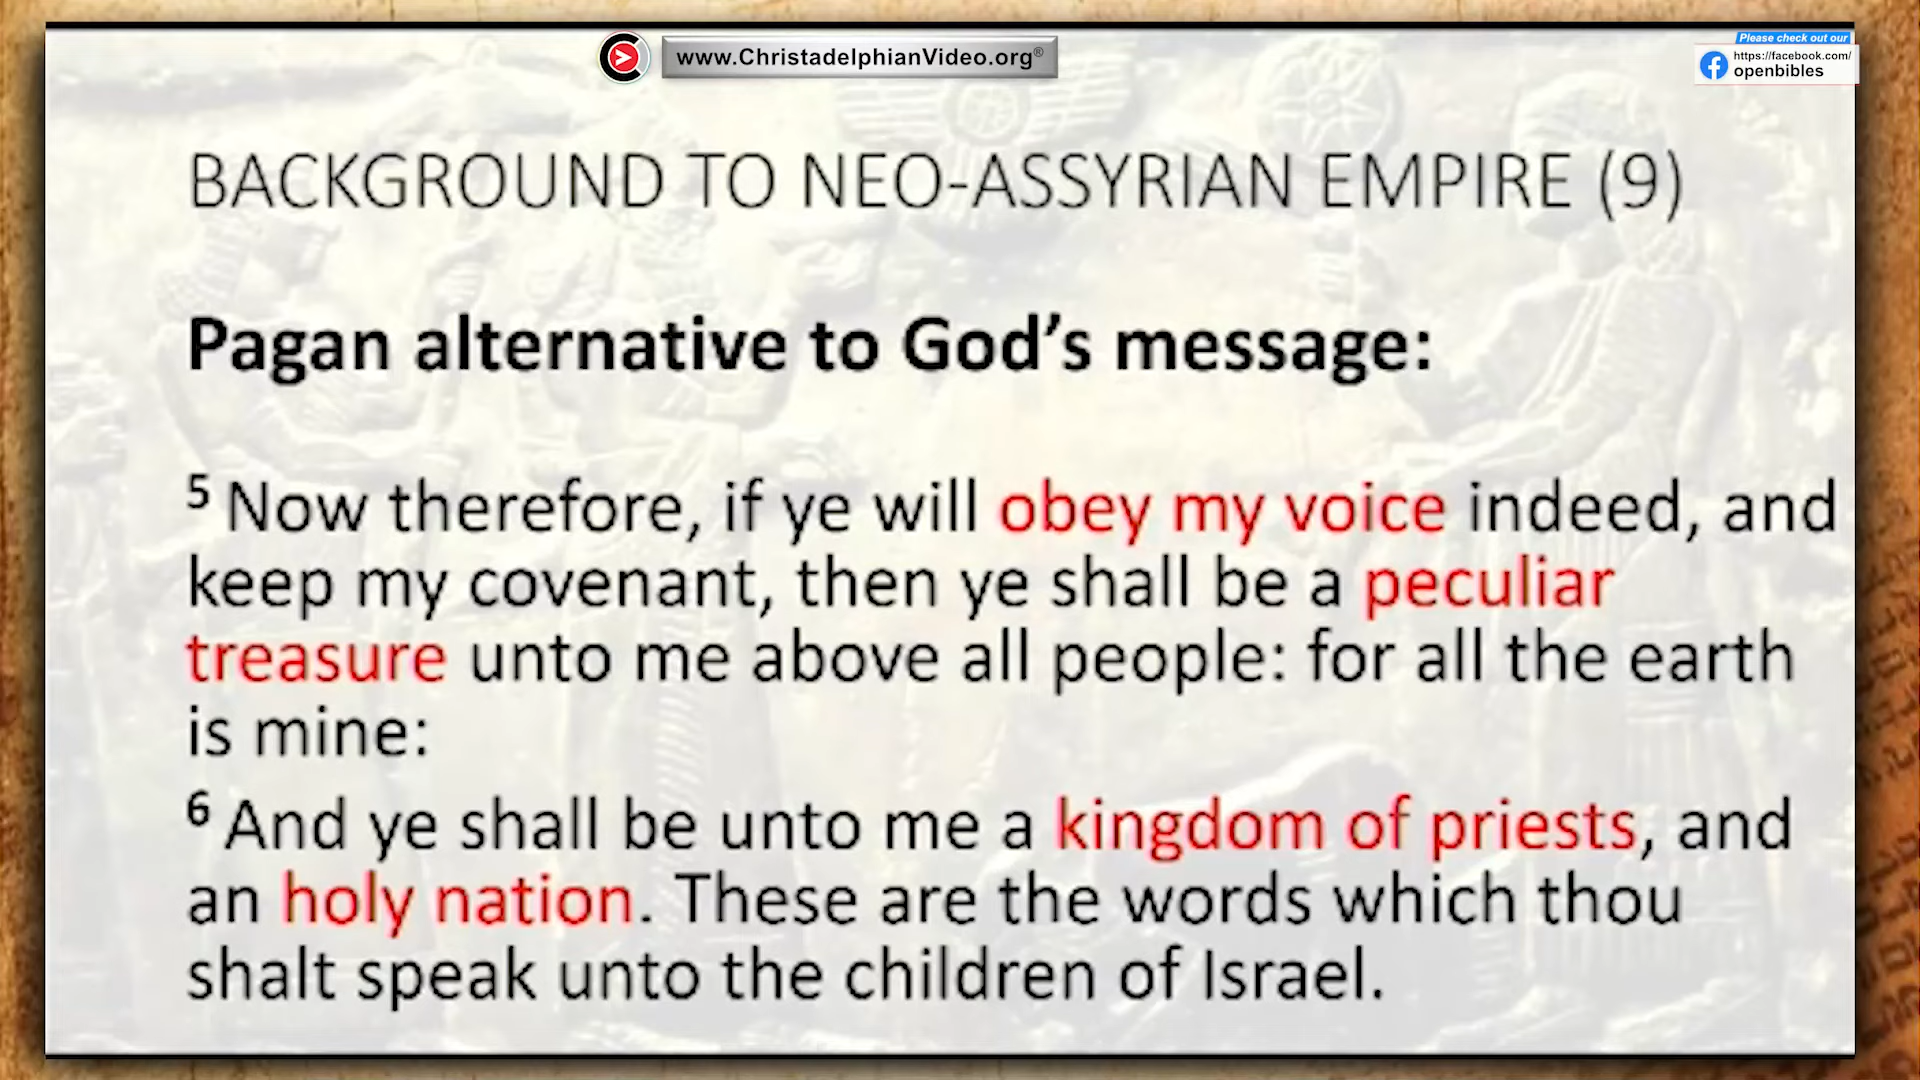 www.ChristadelphianVideo.org®
Please check out our
https://facebook.com/
openbibles
BACKGROUND TO NEO-ASSYRIAN EMPIRE (9)
Pagan alternative to God’s message:
5 Now therefore, if ye will obey my voice indeed, and
keep my covenant, then ye shall be a peculiar
treasure unto me above all people: for all the earth
is mine:
6 And ye shall be unto me a kingdom of priests, and
an holy nation. These are the words which thou
shalt speak unto the children of Israel.